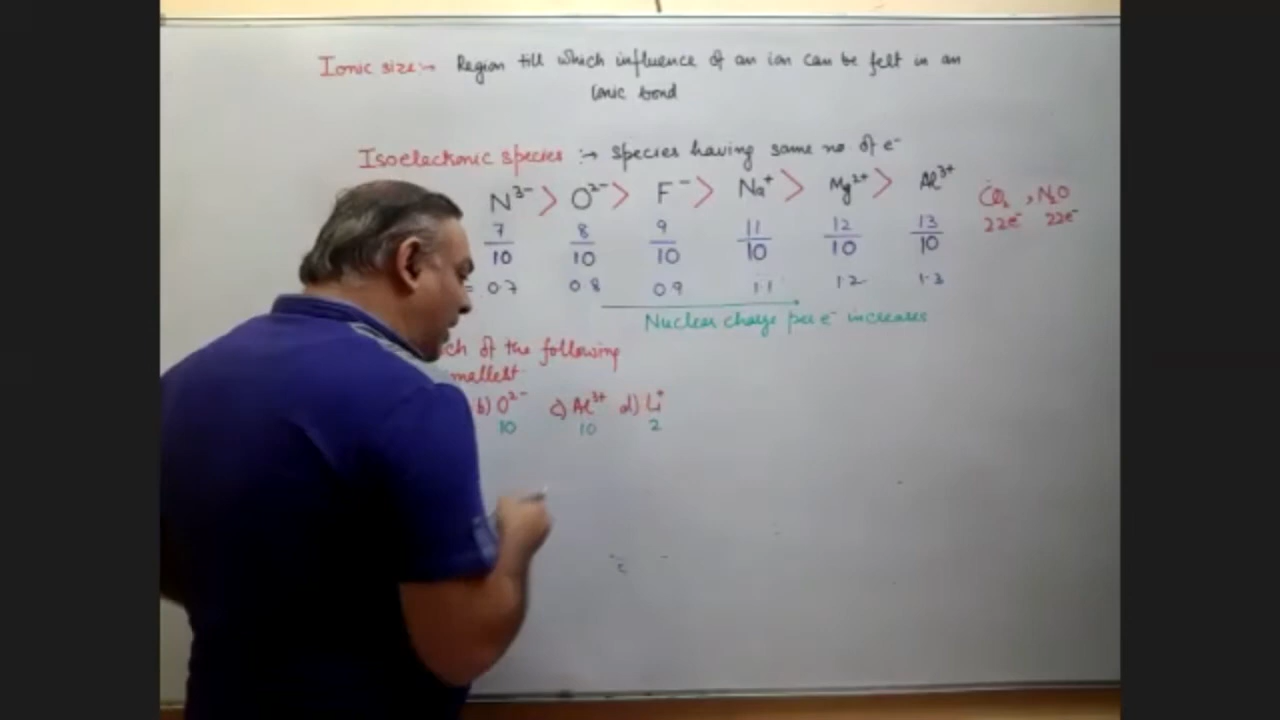 Ionic size:→ Region till which influence of an ion can be felt in an
ionic bond
Isoelectronic species :→ species having same no of e⁻
N³⁻ > O²⁻ > F⁻ > Na⁺ > Mg²⁺ > Al³⁺ CO₂ , N₂O
7/10 8/10 9/10 11/10 12/10 13/10 22e⁻ 22e⁻
= 0.7 0.8 0.9 1.1 1.2 1.3
Nuclear charge per e⁻ increases
ch of the following
mallest
b) O²⁻ c) Al³⁺ d) Li⁺
10 10 2